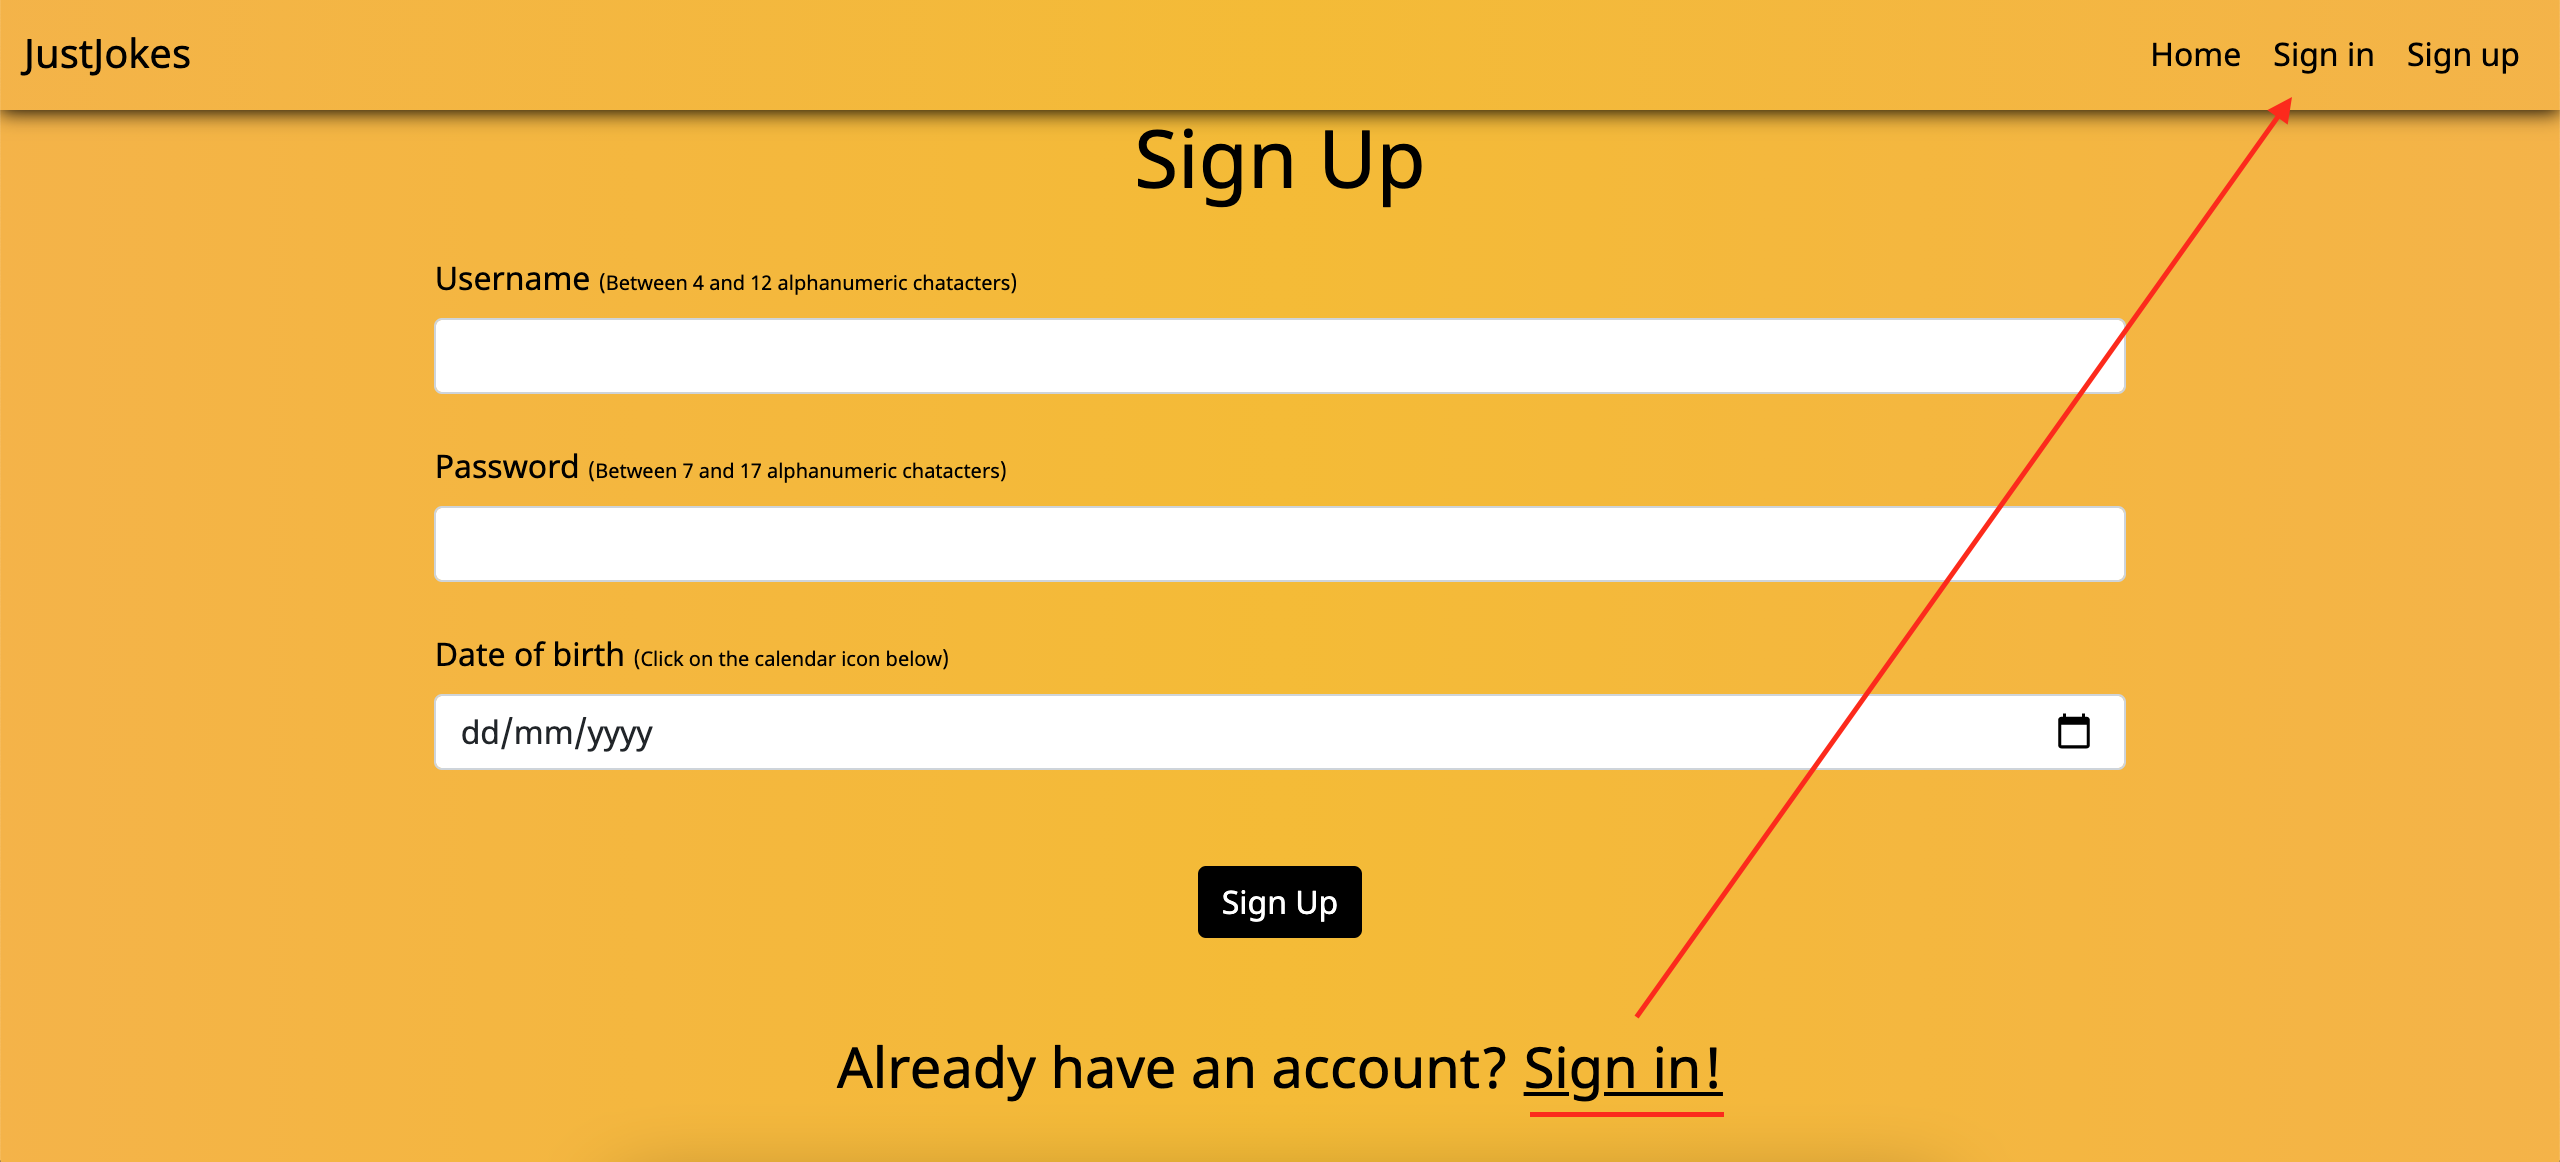 JustJokes
Home Sign in Sign up
Sign Up
Username (Between 4 and 12 alphanumeric chatacters)
Password (Between 7 and 17 alphanumeric chatacters)
Date of birth (Click on the calendar icon below)
dd/mm/yyyy
Sign Up
Already have an account? Sign in!